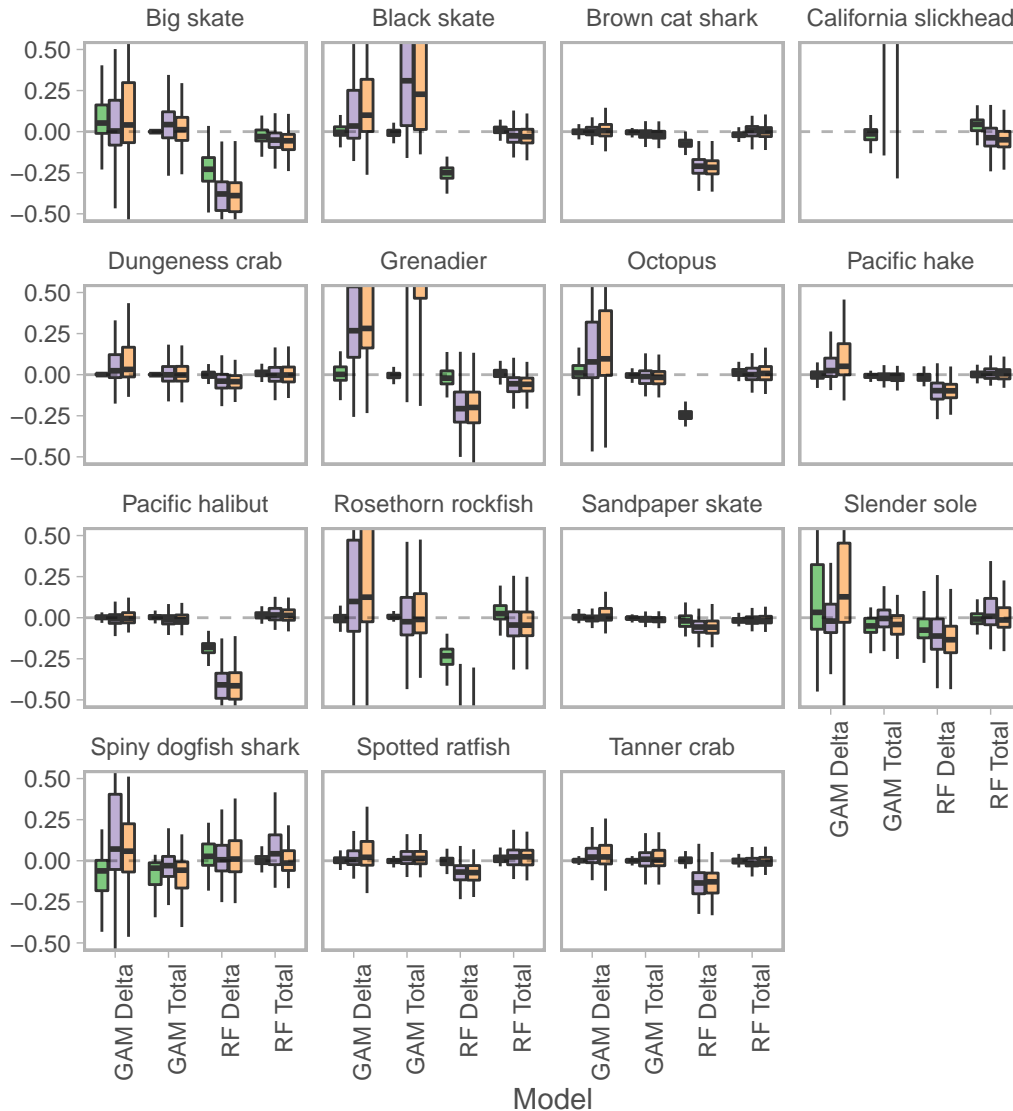 Big skate Black skate Brown cat shark California slickhead
0.50
0.25
0.00
−0.25
−0.50
Dungeness crab Grenadier Octopus Pacific hake
0.50
0.25
0.00
−0.25
−0.50
Pacific halibut Rosethorn rockfish Sandpaper skate Slender sole
0.50
0.25
0.00
−0.25
−0.50
GAM Delta GAM Total RF Delta RF Total
Spiny dogfish shark Spotted ratfish Tanner crab
0.50
0.25
0.00
−0.25
−0.50
GAM Delta GAM Total RF Delta RF Total GAM Delta GAM Total RF Delta RF Total GAM Delta GAM Total RF Delta RF Total
Model